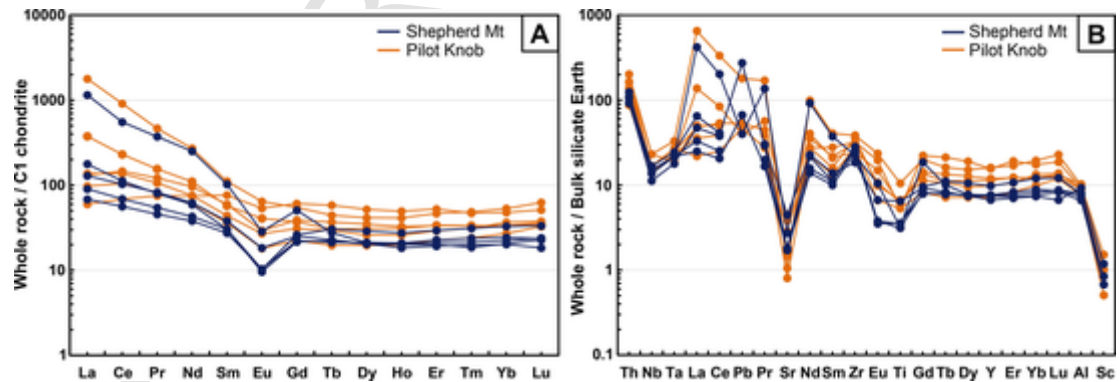 10000
1000
100
10
1
Whole rock / C1 chondrite
Shepherd Mt
Pilot Knob
A
La Ce Pr Nd Sm Eu Gd Tb Dy Ho Er Tm Yb Lu
1000
100
10
1
0.1
Whole rock / Bulk silicate Earth
Shepherd Mt
Pilot Knob
B
Th Nb Ta La Ce Pb Pr Sr Nd Sm Zr Eu Ti Gd Tb Dy Y Er Yb Lu Al Sc